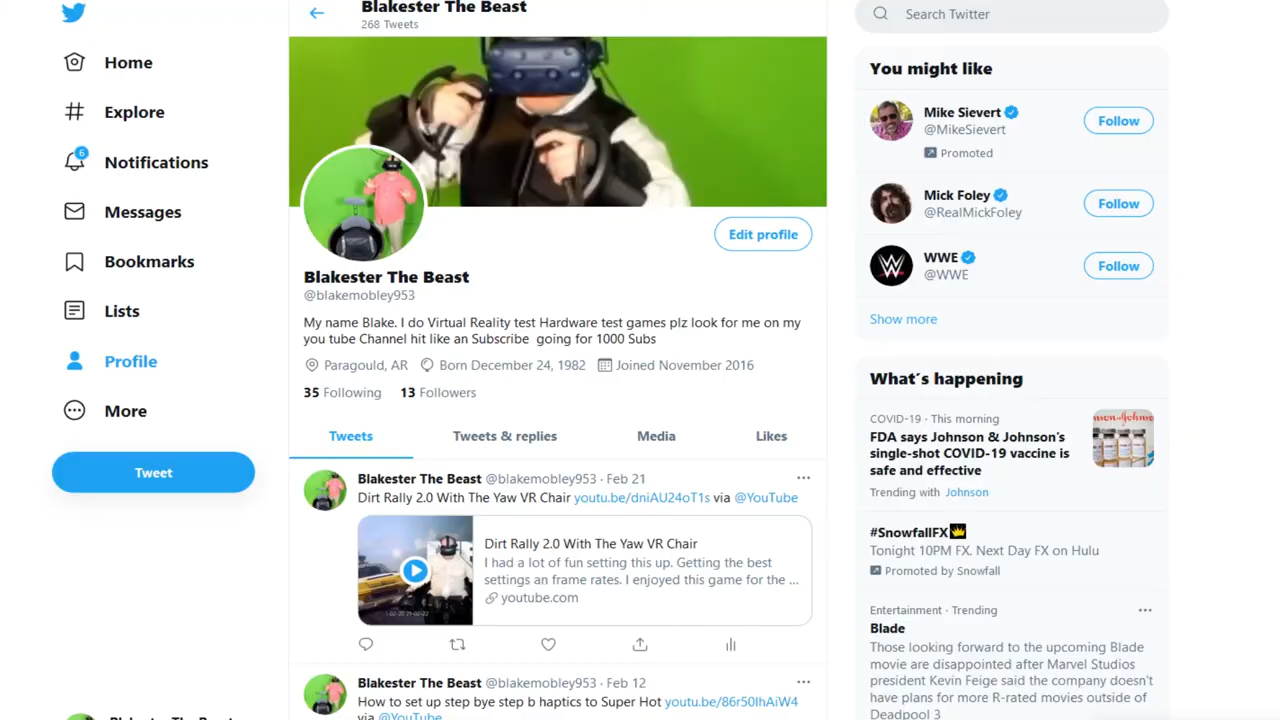 Blakester The Beast
268 Tweets
Home
Explore
6
Notifications
Messages
Bookmarks
Lists
Profile
More
Tweet
Edit profile
Blakester The Beast
@blakemobley953
My name Blake. I do Virtual Reality test Hardware test games plz look for me on my
you tube Channel hit like an Subscribe going for 1000 Subs
Paragould, AR Born December 24, 1982 Joined November 2016
35 Following 13 Followers
Tweets Tweets & replies Media Likes
Blakester The Beast @blakemobley953 · Feb 21 ···
Dirt Rally 2.0 With The Yaw VR Chair youtu.be/dniAU24oT1s via @YouTube
Dirt Rally 2.0 With The Yaw VR Chair
I had a lot of fun setting this up. Getting the best
settings an frame rates. I enjoyed this game for the ...
youtube.com
Blakester The Beast @blakemobley953 · Feb 12 ···
How to set up step bye step b haptics to Super Hot youtu.be/86r50IhAiW4
via @YouTube
Search Twitter
You might like
Mike Sievert
@MikeSievert
Promoted
Follow
Mick Foley
@RealMickFoley
Follow
WWE
@WWE
Follow
Show more
What´s happening
COVID-19 · This morning
FDA says Johnson & Johnson’s
single-shot COVID-19 vaccine is
safe and effective
Trending with Johnson
#SnowfallFX
Tonight 10PM FX. Next Day FX on Hulu
Promoted by Snowfall
Entertainment · Trending ···
Blade
Those looking forward to the upcoming Blade
movie are disappointed after Marvel Studios
president Kevin Feige said the company doesn't
have plans for more R-rated movies outside of
Deadpool 3